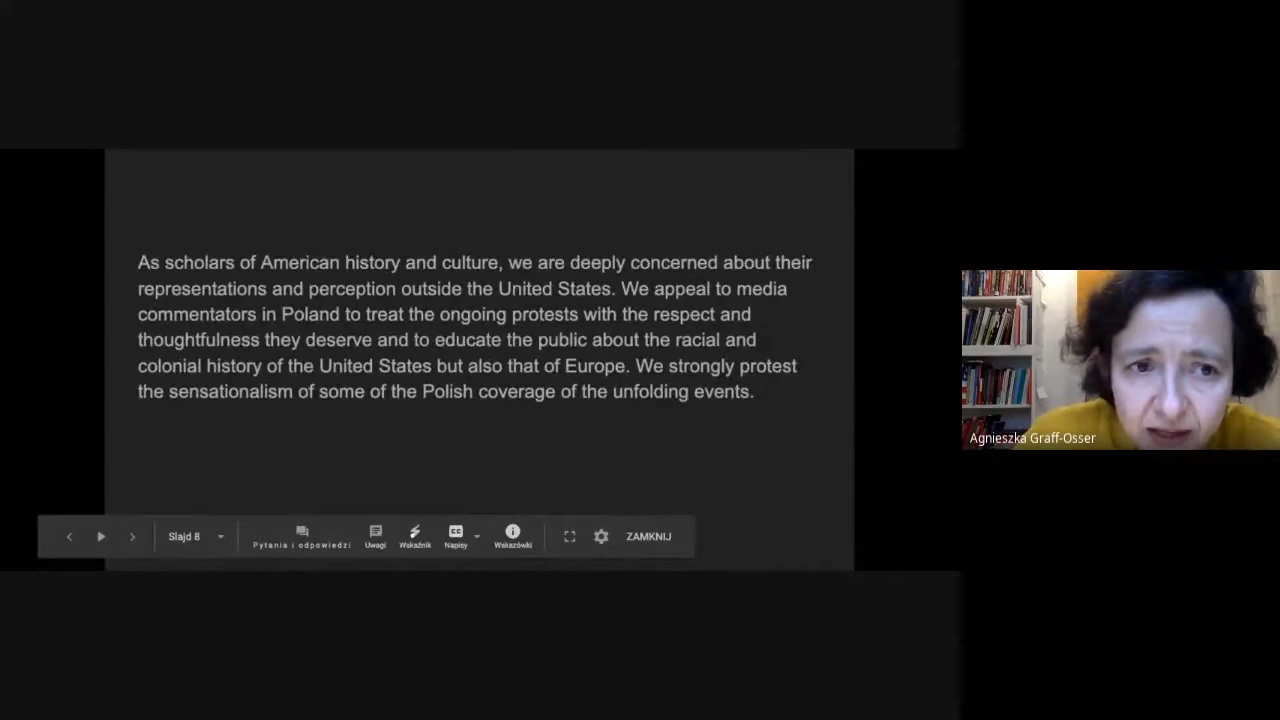 As scholars of American history and culture, we are deeply concerned about their
representations and perception outside the United States. We appeal to media
commentators in Poland to treat the ongoing protests with the respect and
thoughtfulness they deserve and to educate the public about the racial and
colonial history of the United States but also that of Europe. We strongly protest
the sensationalism of some of the Polish coverage of the unfolding events.
Agnieszka Graff-Osser
Slajd 8
Pytania i odpowiedzi
Uwagi
Wskaźnik
Napisy
Wskazówki
ZAMKNIJ